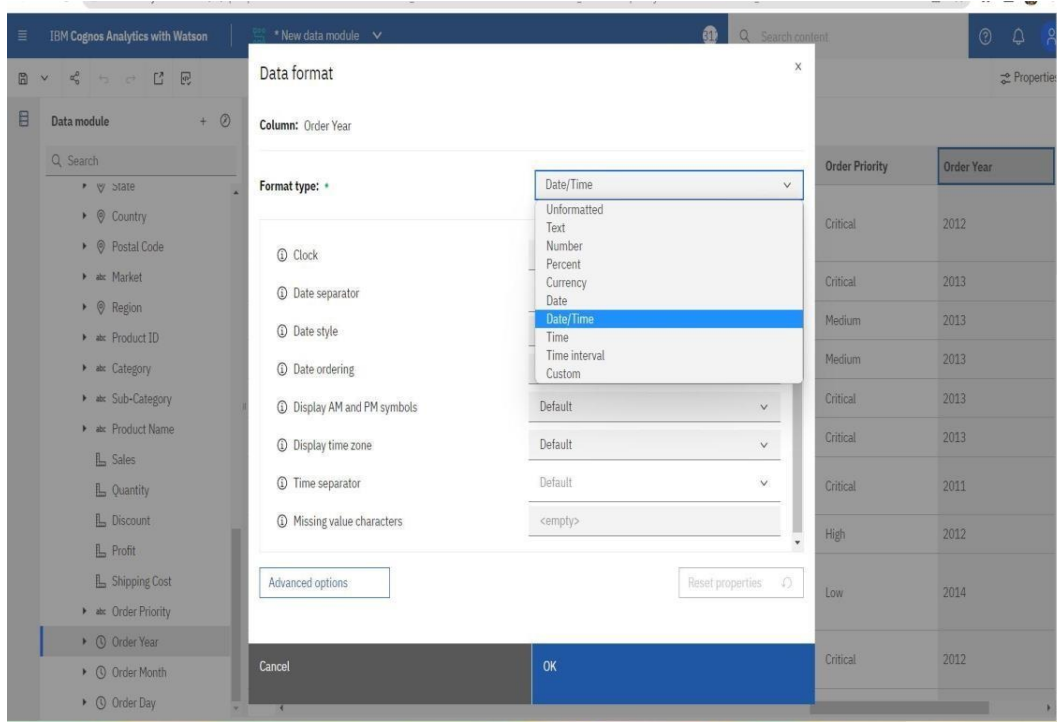 IBM Cognos Analytics with Watson
* New data module
Search content
Properties
Data module
Search
State
Country
Postal Code
abc Market
Region
abc Product ID
abc Category
abc Sub-Category
abc Product Name
Sales
Quantity
Discount
Profit
Shipping Cost
abc Order Priority
Order Year
Order Month
Order Day
Data format
x
Column: Order Year
Format type: *
Date/Time
Unformatted
Text
Number
Percent
Currency
Date
Date/Time
Time
Time interval
Custom
Clock
Date separator
Date style
Date ordering
Display AM and PM symbols Default
Display time zone Default
Time separator Default
Missing value characters <empty>
Advanced options
Reset properties
Cancel
OK
Order Priority Order Year
Critical 2012
Critical 2013
Medium 2013
Medium 2013
Critical 2013
Critical 2013
Critical 2011
High 2012
Low 2014
Critical 2012